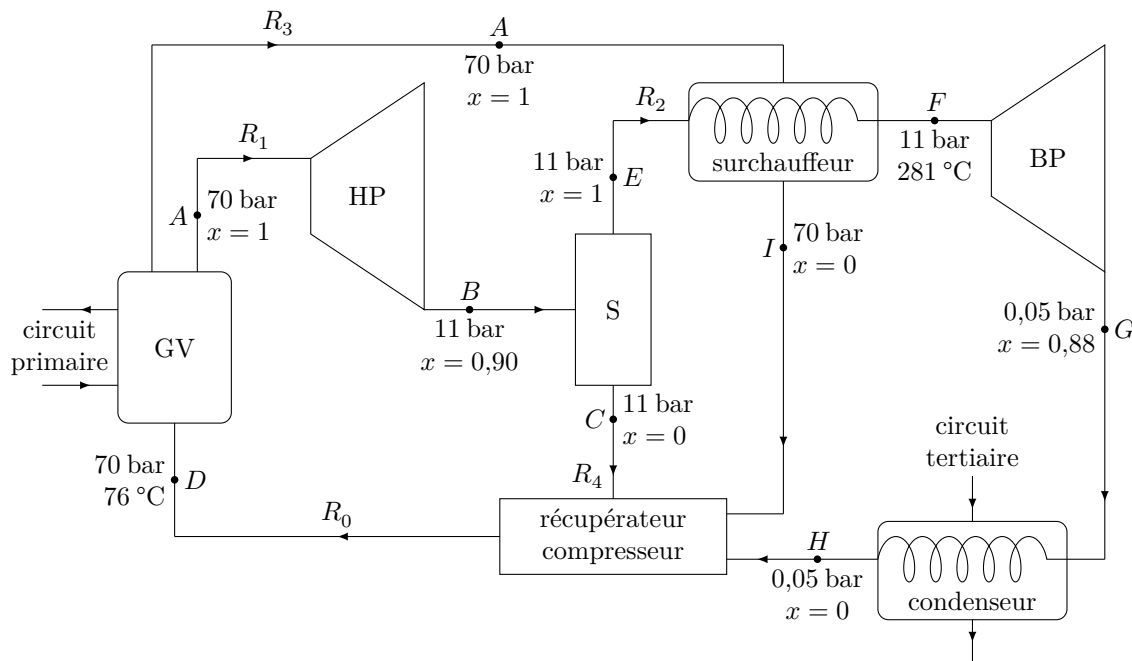 R₃
A
70 bar
x = 1
R₁
A
70 bar
x = 1
HP
B
11 bar
x = 0,90
GV
circuit
primaire
D
70 bar
76 °C
R₀
R₂
E
11 bar
x = 1
S
C
11 bar
x = 0
R₄
surchauffeur
F
11 bar
281 °C
BP
I
70 bar
x = 0
0,05 bar
x = 0,88
G
circuit
tertiaire
récupérateur
compresseur
H
0,05 bar
x = 0
condenseur